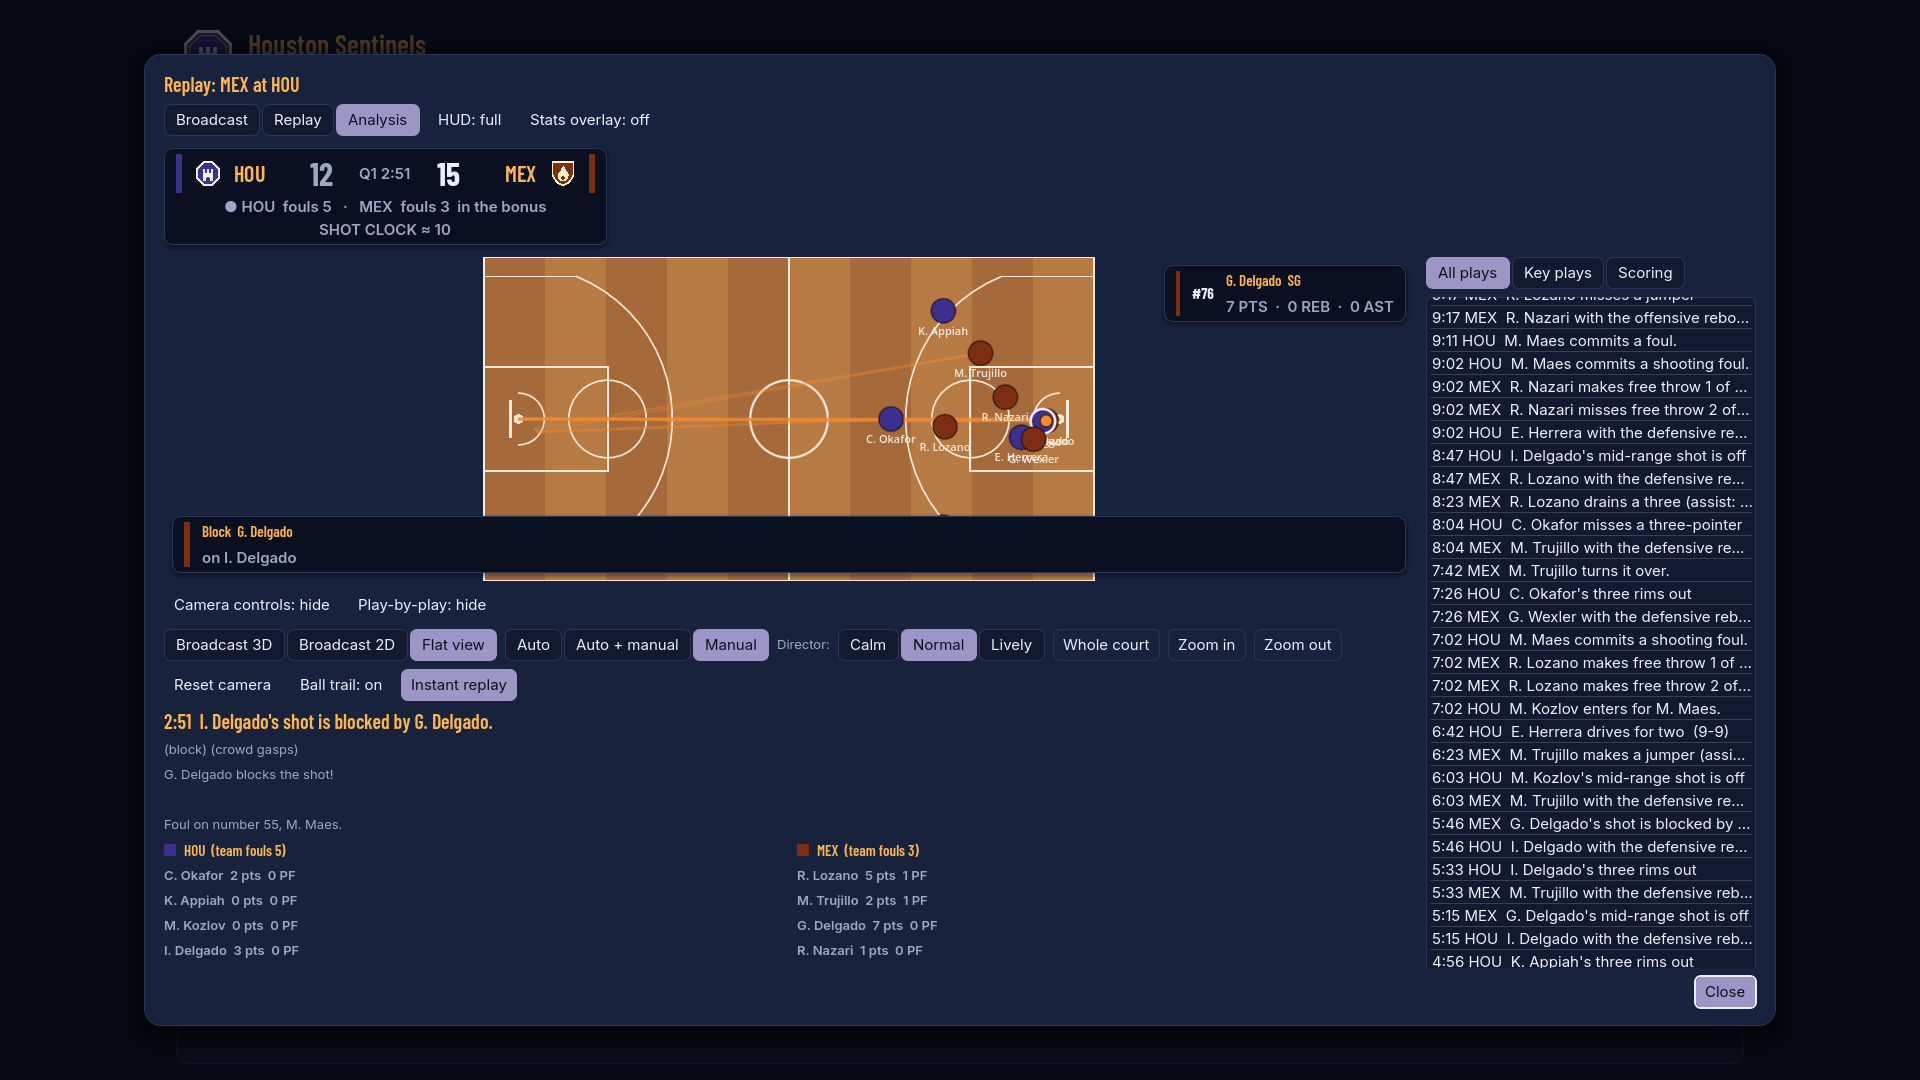 Houston Sentinels
Replay: MEX at HOU
Broadcast Replay Analysis HUD: full Stats overlay: off
HOU 12 Q1 2:51 15 MEX
HOU fouls 5 · MEX fouls 3 in the bonus
SHOT CLOCK ≈ 10
K. Appiah
M. Trujillo
R. Nazari
C. Okafor
R. Lozano
E. Herrera
G. Wexler
#76 G. Delgado SG
7 PTS · 0 REB · 0 AST
Block G. Delgado
on I. Delgado
Camera controls: hide Play-by-play: hide
Broadcast 3D Broadcast 2D Flat view Auto Auto + manual Manual Director: Calm Normal Lively Whole court Zoom in Zoom out
Reset camera Ball trail: on Instant replay
2:51 I. Delgado's shot is blocked by G. Delgado.
(block) (crowd gasps)
G. Delgado blocks the shot!
Foul on number 55, M. Maes.
HOU (team fouls 5)
C. Okafor 2 pts 0 PF
K. Appiah 0 pts 0 PF
M. Kozlov 0 pts 0 PF
I. Delgado 3 pts 0 PF
MEX (team fouls 3)
R. Lozano 5 pts 1 PF
M. Trujillo 2 pts 1 PF
G. Delgado 7 pts 0 PF
R. Nazari 1 pts 0 PF
All plays Key plays Scoring
9:17 MEX R. Lozano misses a jumper
9:17 MEX R. Nazari with the offensive rebo...
9:11 HOU M. Maes commits a foul.
9:02 HOU M. Maes commits a shooting foul.
9:02 MEX R. Nazari makes free throw 1 of ...
9:02 MEX R. Nazari misses free throw 2 of...
9:02 HOU E. Herrera with the defensive re...
8:47 HOU I. Delgado's mid-range shot is off
8:47 MEX R. Lozano with the defensive re...
8:23 MEX R. Lozano drains a three (assist: ...
8:04 HOU C. Okafor misses a three-pointer
8:04 MEX M. Trujillo with the defensive re...
7:42 MEX M. Trujillo turns it over.
7:26 HOU C. Okafor's three rims out
7:26 MEX G. Wexler with the defensive reb...
7:02 HOU M. Maes commits a shooting foul.
7:02 MEX R. Lozano makes free throw 1 of ...
7:02 MEX R. Lozano makes free throw 2 of...
7:02 HOU M. Kozlov enters for M. Maes.
6:42 HOU E. Herrera drives for two (9-9)
6:23 MEX M. Trujillo makes a jumper (assi...
6:03 HOU M. Kozlov's mid-range shot is off
6:03 MEX M. Trujillo with the defensive re...
5:46 MEX G. Delgado's shot is blocked by ...
5:46 HOU I. Delgado with the defensive re...
5:33 HOU I. Delgado's three rims out
5:33 MEX M. Trujillo with the defensive reb...
5:15 MEX G. Delgado's mid-range shot is off
5:15 HOU I. Delgado with the defensive reb...
4:56 HOU K. Appiah's three rims out
Close